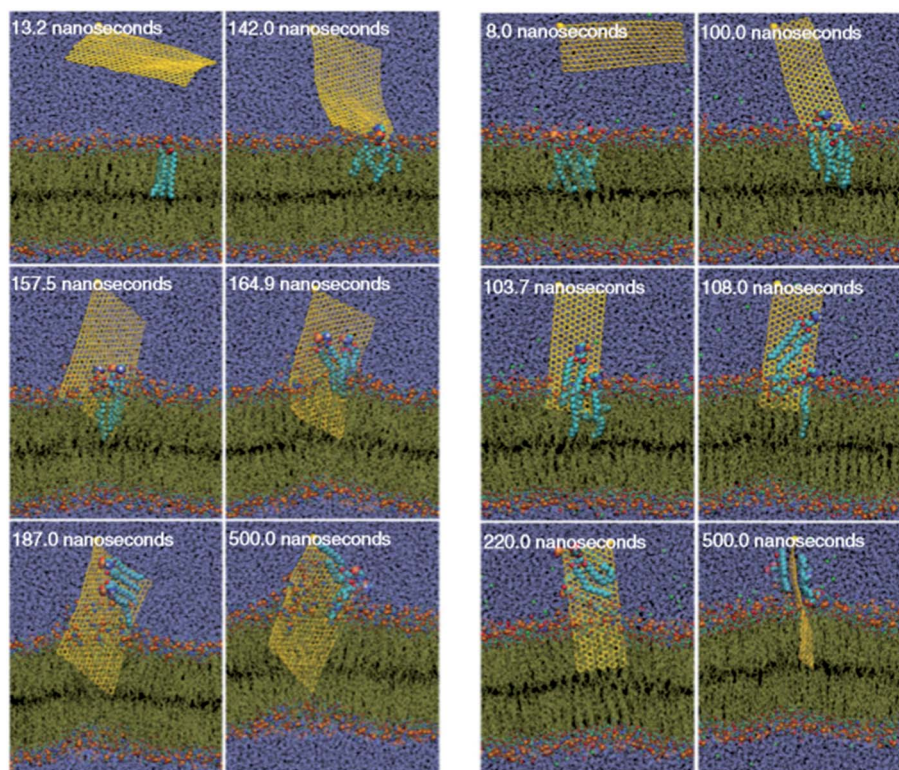 13.2 nanoseconds
142.0 nanoseconds
157.5 nanoseconds
164.9 nanoseconds
187.0 nanoseconds
500.0 nanoseconds
8.0 nanoseconds
100.0 nanoseconds
103.7 nanoseconds
108.0 nanoseconds
220.0 nanoseconds
500.0 nanoseconds